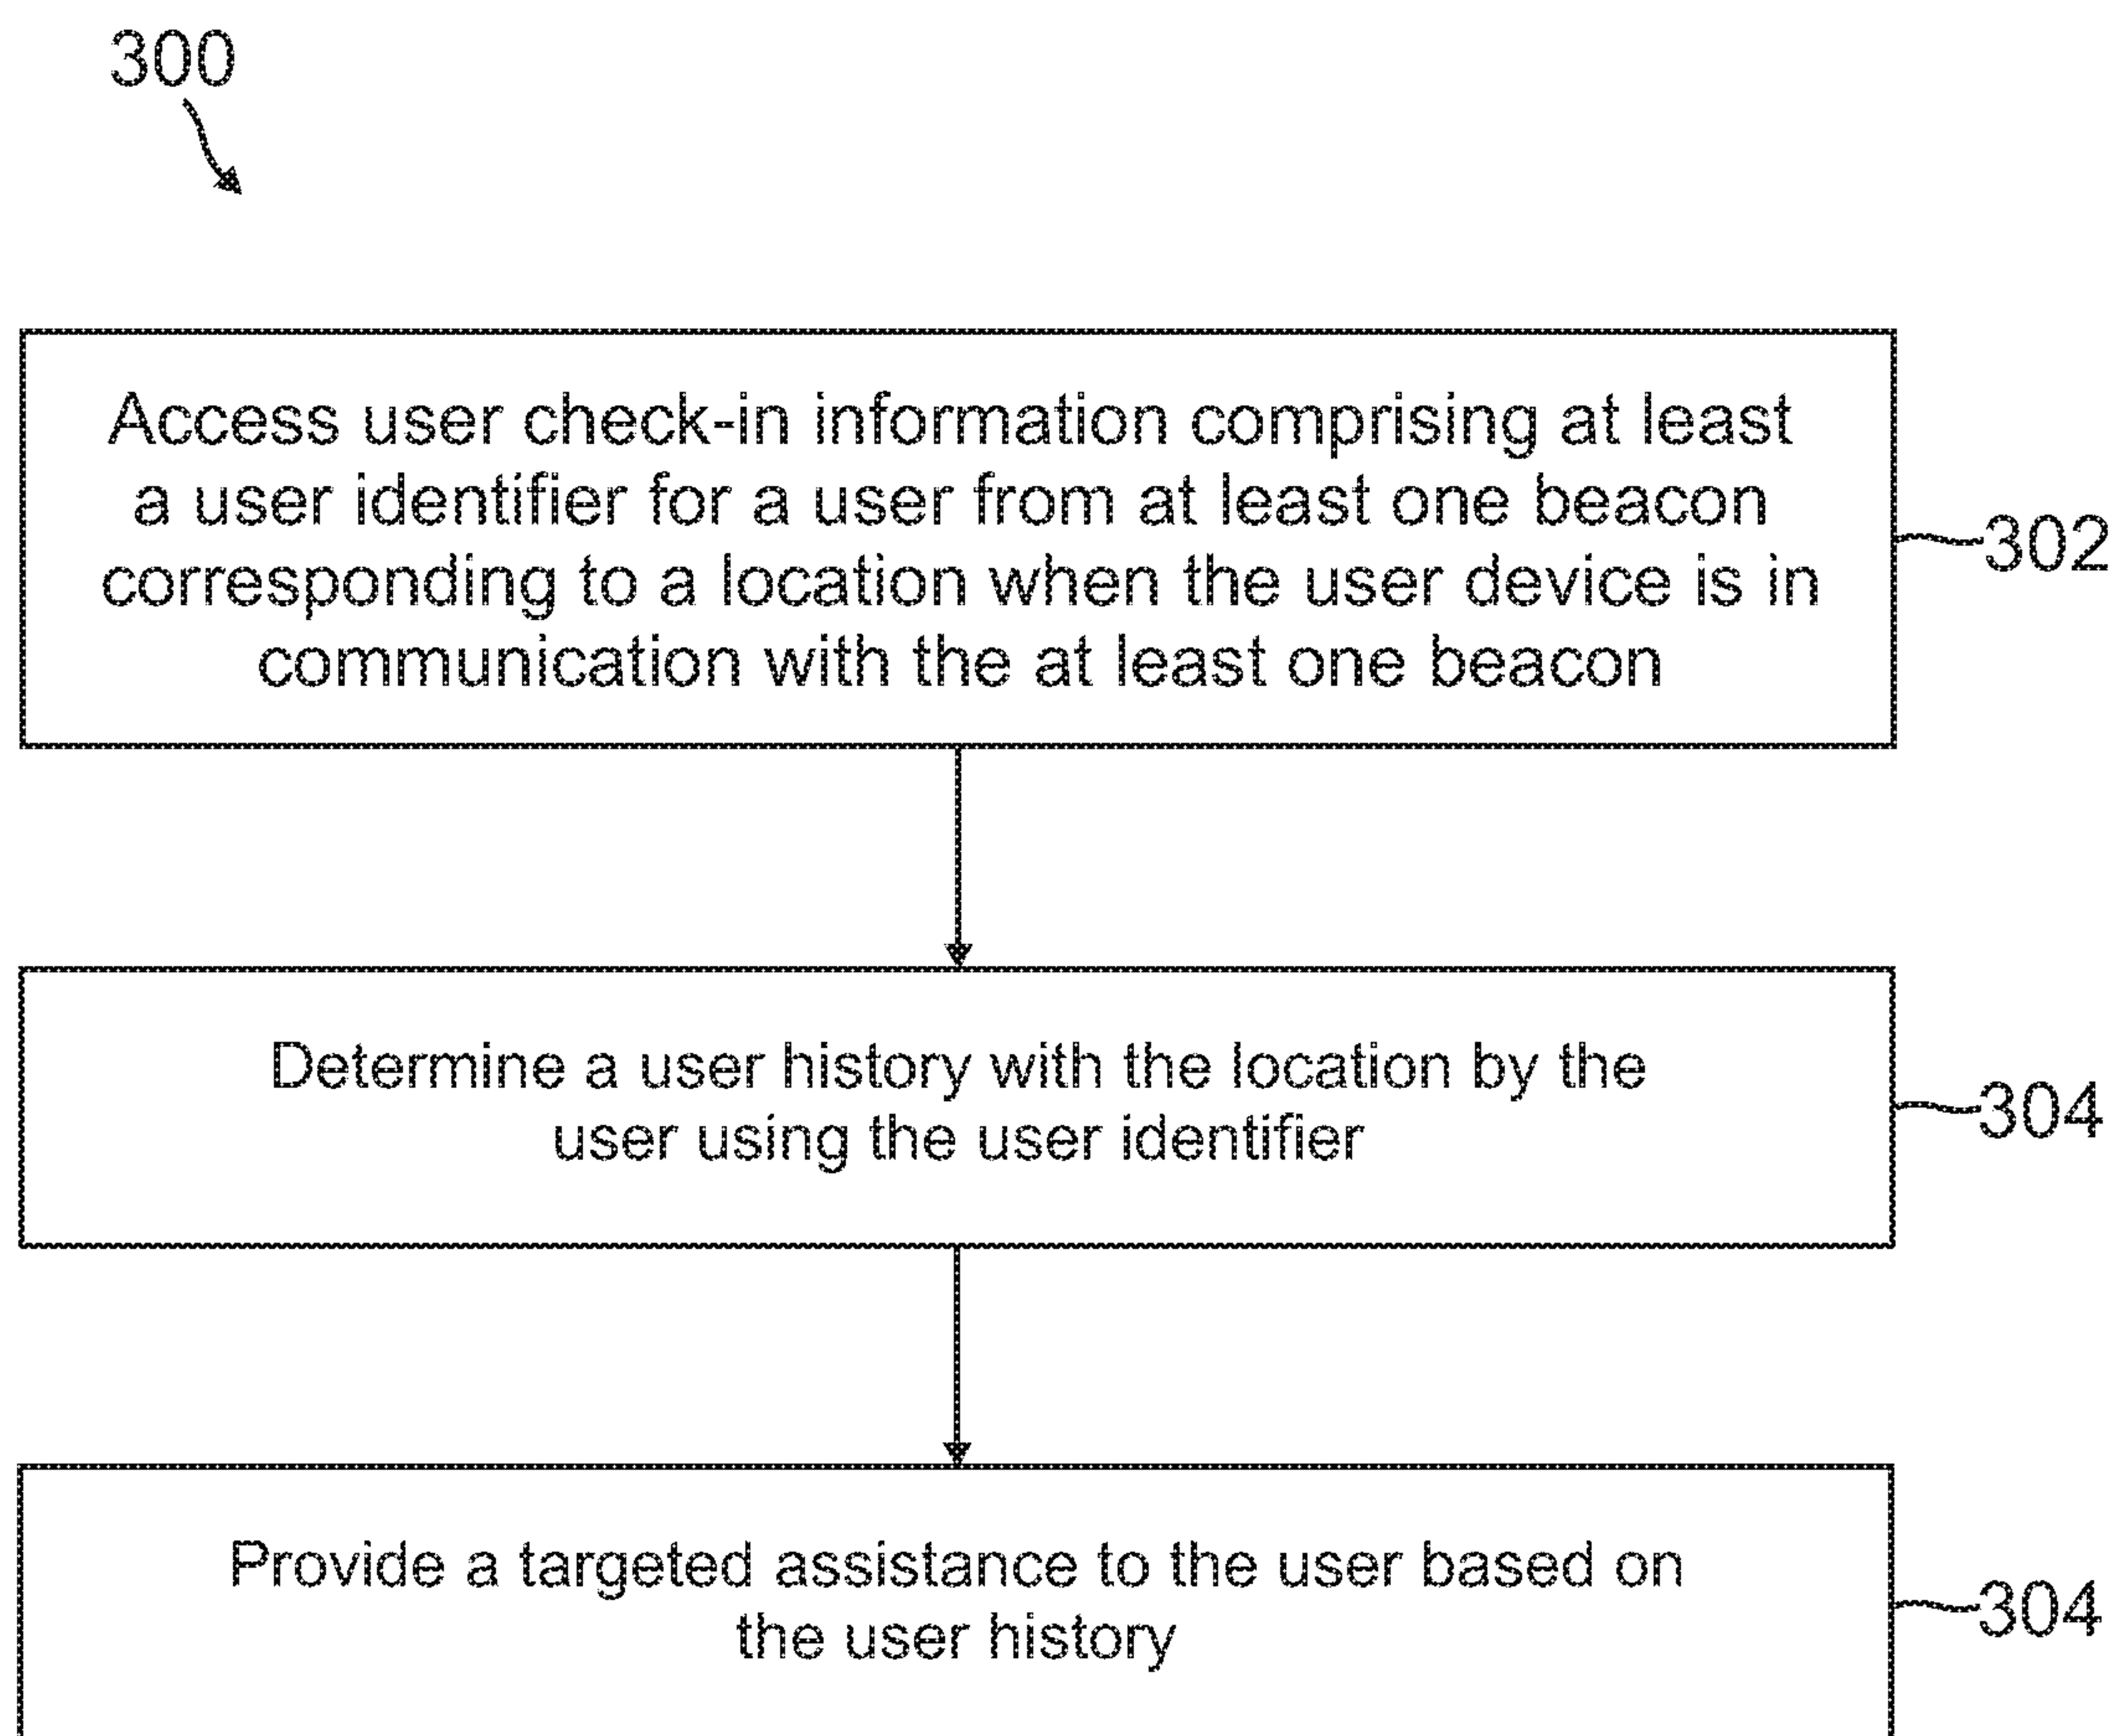 300
Access user check-in information comprising at least
a user identifier for a user from at least one beacon
corresponding to a location when the user device is in
communication with the at least one beacon
302
Determine a user history with the location by the
user using the user identifier
304
Provide a targeted assistance to the user based on
the user history
304